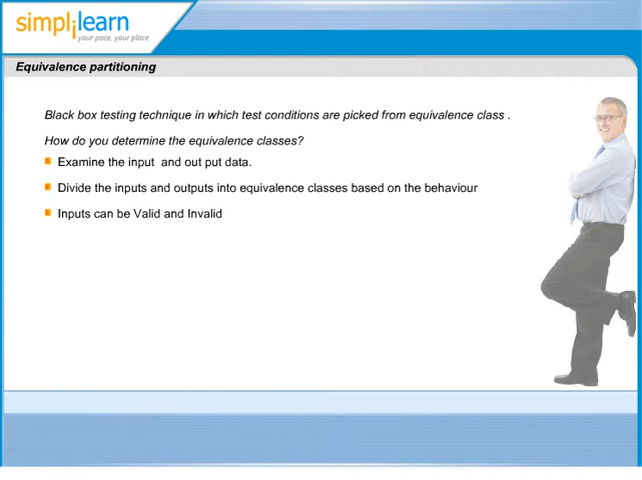 simplilearn
your pace, your place
Equivalence partitioning
Black box testing technique in which test conditions are picked from equivalence class .
How do you determine the equivalence classes?
Examine the input  and out put data.
Divide the inputs and outputs into equivalence classes based on the behaviour
Inputs can be Valid and Invalid